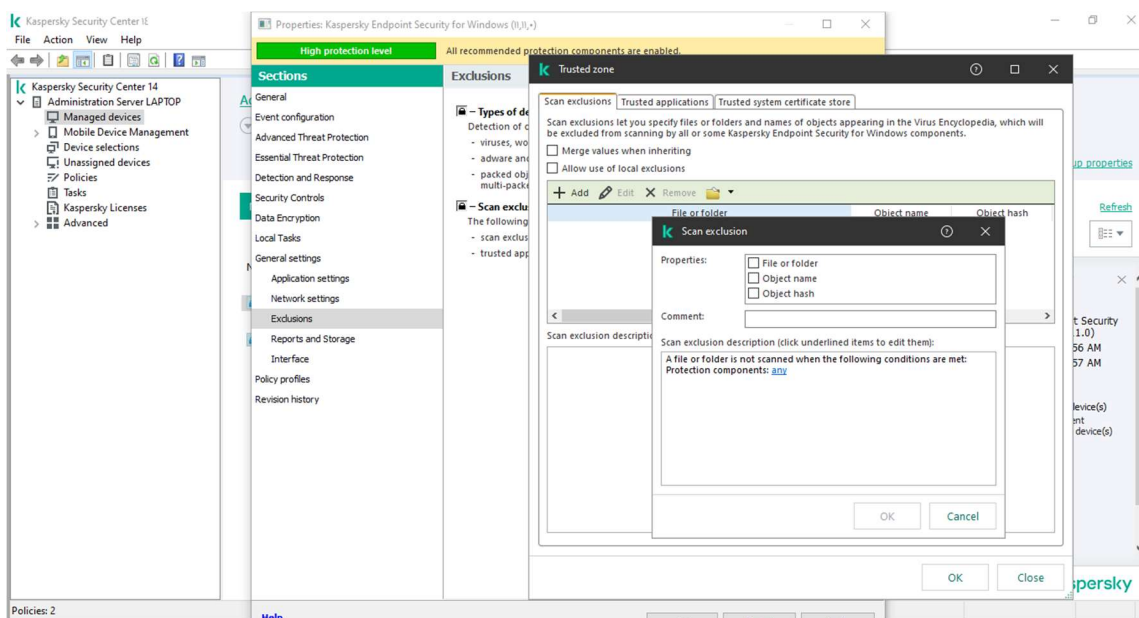 Kaspersky Security Center 1
File Action View Help
Kaspersky Security Center 14
Administration Server LAPTOP
Managed devices
Mobile Device Management
Device selections
Unassigned devices
Policies
Tasks
Kaspersky Licenses
Advanced
Policies: 2
Properties: Kaspersky Endpoint Security for Windows (11,11,+)
High protection level
All recommended protection components are enabled.
Sections
General
Event configuration
Advanced Threat Protection
Essential Threat Protection
Detection and Response
Security Controls
Data Encryption
Local Tasks
General settings
Application settings
Network settings
Exclusions
Reports and Storage
Interface
Policy profiles
Revision history
Help
Exclusions
– Types of de
Detection of o
- viruses, wo
- adware and
- packed obj
multi-packe
– Scan exclu
The following
- scan exclus
- trusted app
Trusted zone
Scan exclusions Trusted applications Trusted system certificate store
Scan exclusions let you specify files or folders and names of objects appearing in the Virus Encyclopedia, which will
be excluded from scanning by all or some Kaspersky Endpoint Security for Windows components.
Merge values when inheriting
Allow use of local exclusions
Add Edit Remove
File or folder Object name Object hash
Scan exclusion descriptio
Scan exclusion
Properties:
File or folder
Object name
Object hash
Comment:
Scan exclusion description (click underlined items to edit them):
A file or folder is not scanned when the following conditions are met:
Protection components: any
OK Cancel
OK Close
up properties
Refresh
t Security
1.0)
56 AM
57 AM
device(s)
ent
device(s)
spersky